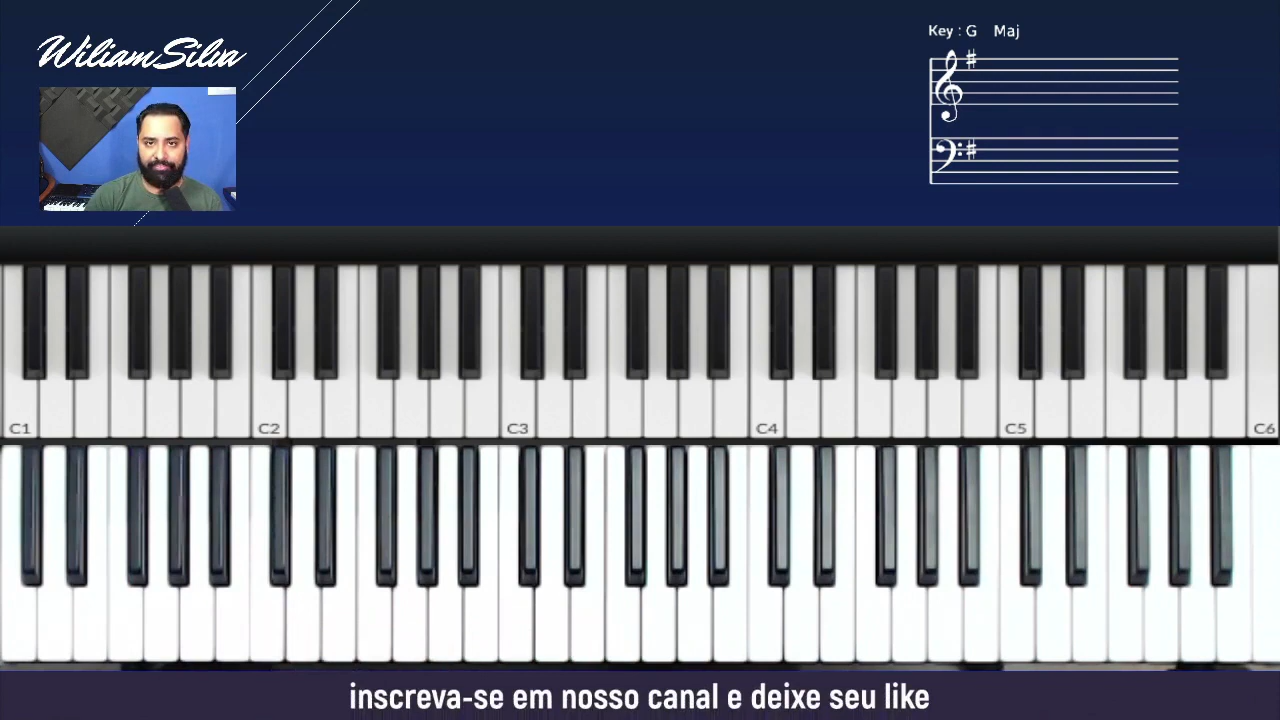 WiliamSilva
Key : G Maj
C1 C2 C3 C4 C5 C6
inscreva-se em nosso canal e deixe seu like